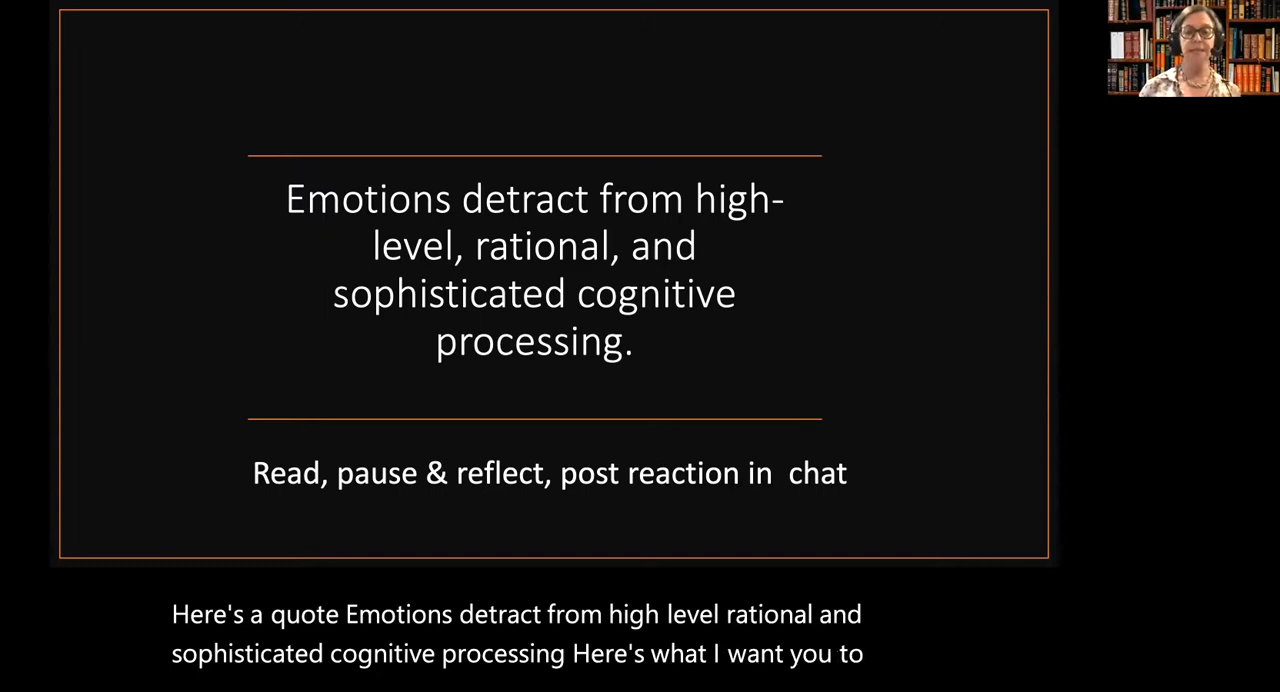 Emotions detract from high-
level, rational, and
sophisticated cognitive
processing.
Read, pause & reflect, post reaction in  chat
Here's a quote Emotions detract from high level rational and
sophisticated cognitive processing Here's what I want you to